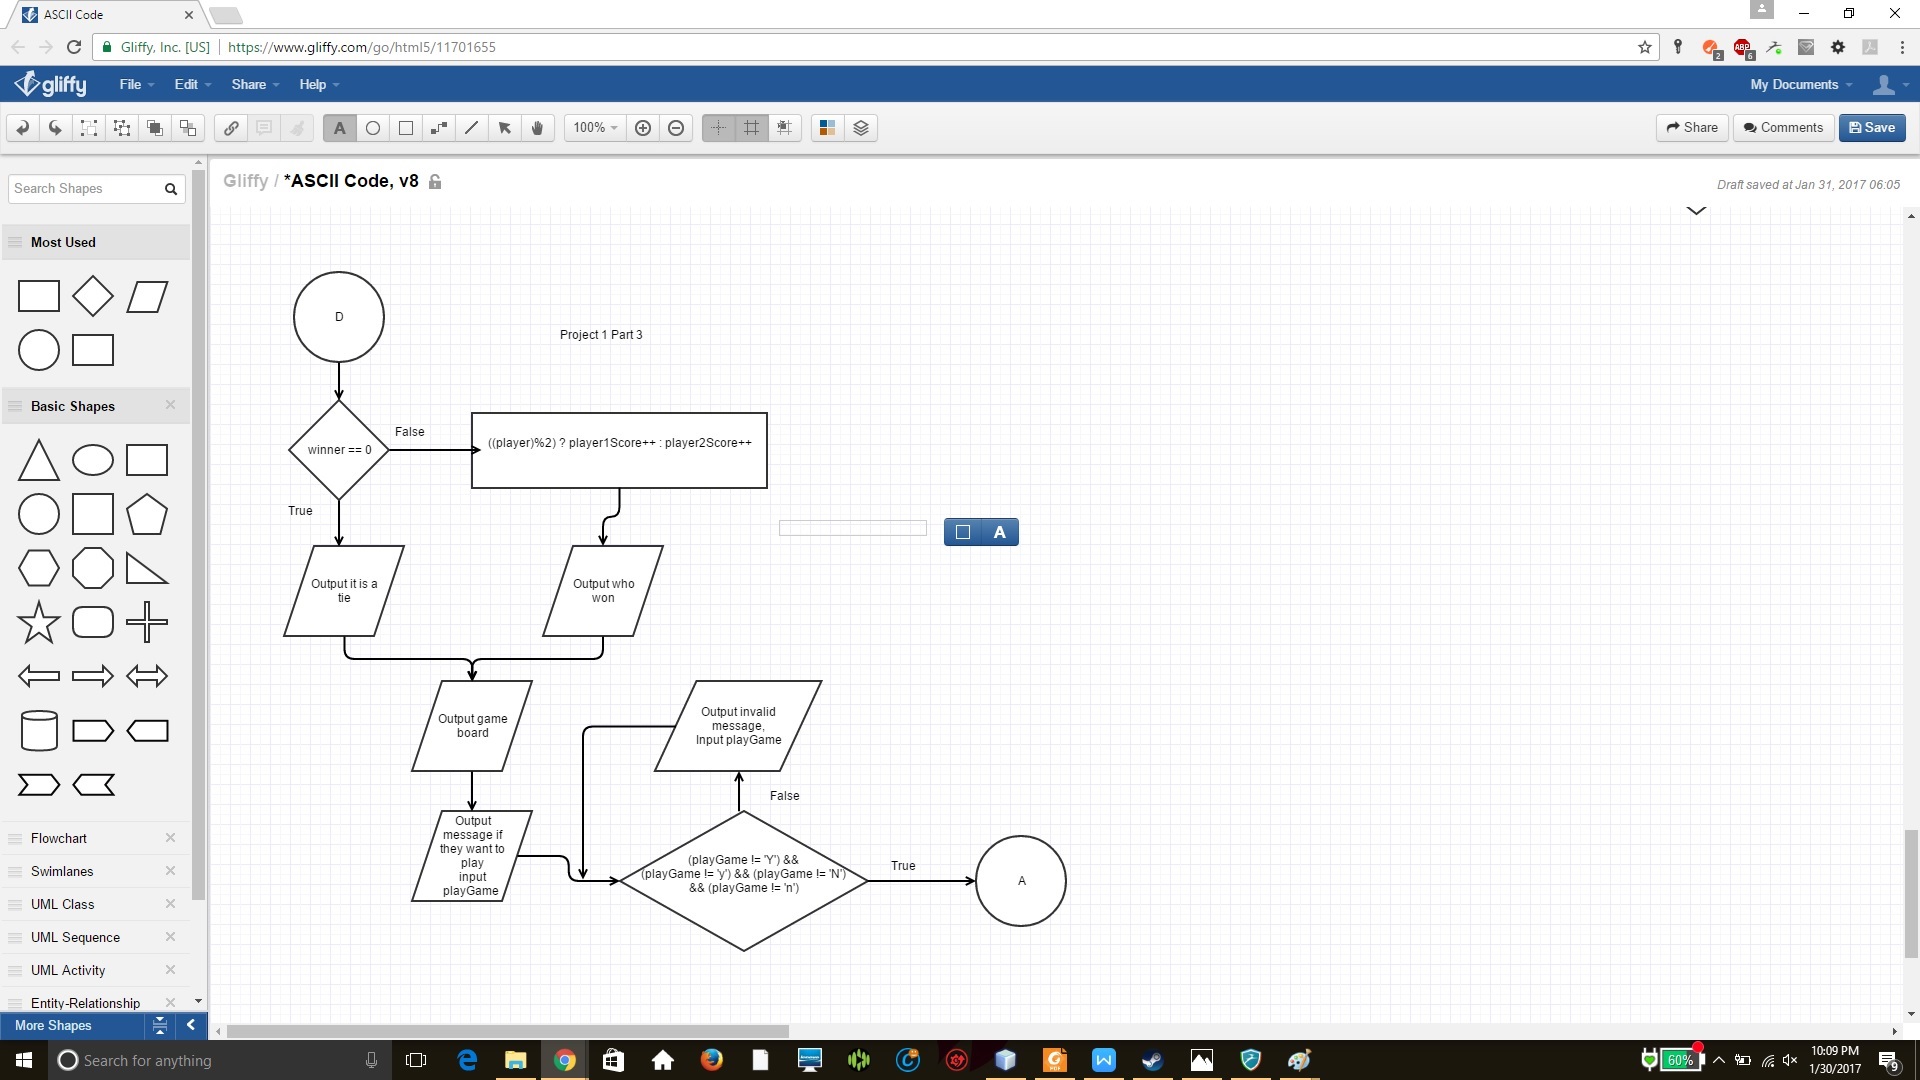 ASCII Code
Gliffy, Inc. [US]
https://www.gliffy.com/go/html5/11701655
2
ABP
6
gliffy
File
Edit
Share
Help
My Documents
A
100%
Share
Comments
Save
Search Shapes
Gliffy / *ASCII Code, v8
Draft saved at Jan 31, 2017 06:05
Most Used
Basic Shapes
Flowchart
Swimlanes
UML Class
UML Sequence
UML Activity
Entity-Relationship
More Shapes
D
Project 1 Part 3
winner == 0
False
((player)%2) ? player1Score++ : player2Score++
True
A
Output it is a
tie
Output who
won
Output game
board
Output invalid
message,
Input playGame
False
Output
message if
they want to
play
input
playGame
(playGame != 'Y') &&
(playGame != 'y') && (playGame != 'N')
&& (playGame != 'n')
True
A
Search for anything
60%
10:09 PM
1/30/2017
9